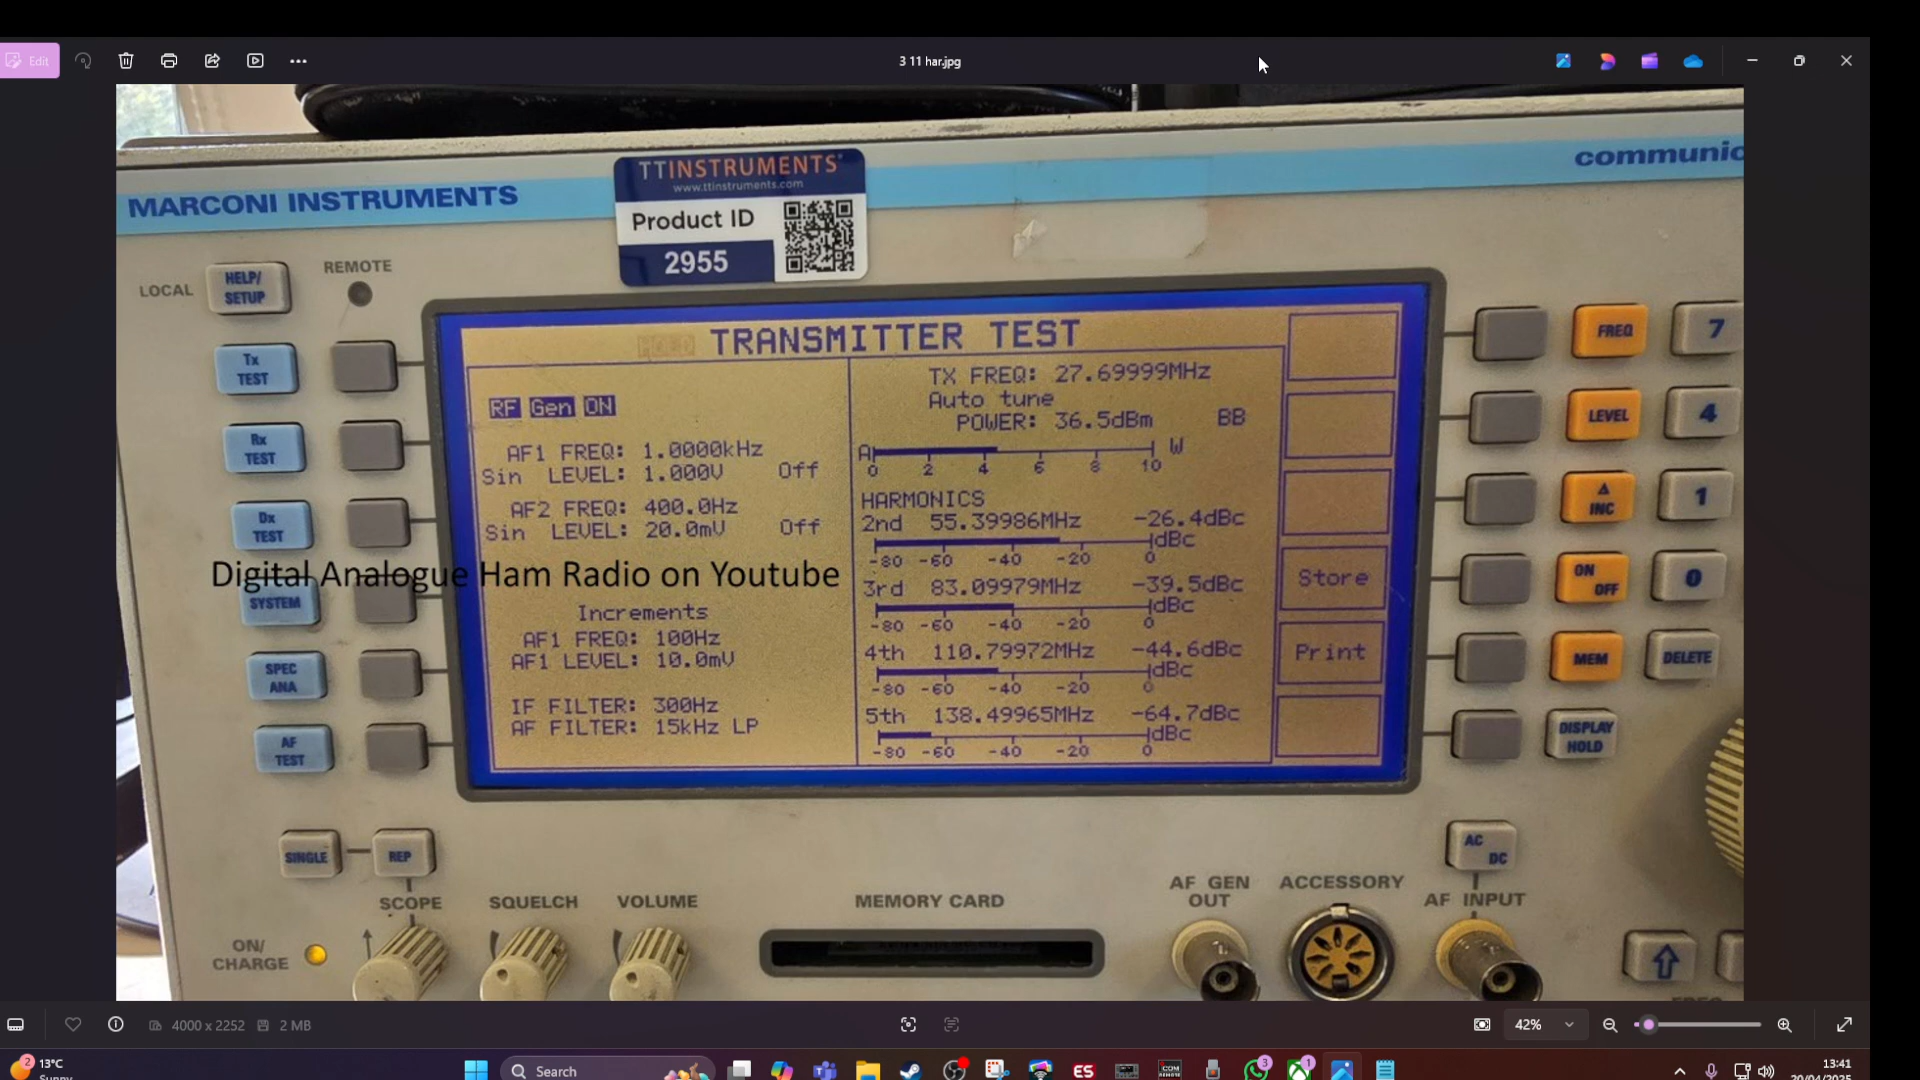 Edit
3 11 har.jpg
communic
MARCONI INSTRUMENTS
TTINSTRUMENTS
www.ttinstruments.com
Product ID
2955
LOCAL
HELP/
SETUP
REMOTE
Tx
TEST
Rx
TEST
Dx
TEST
SYSTEM
SPEC
ANA
AF
TEST
TRANSMITTER TEST
RF Gen ON
AF1 FREQ: 1.0000kHz
Sin LEVEL: 1.000V Off
AF2 FREQ: 400.0Hz
Sin LEVEL: 20.0mV Off
Digital Analogue Ham Radio on Youtube
Increments
AF1 FREQ: 100Hz
AF1 LEVEL: 10.0mV
IF FILTER: 300Hz
AF FILTER: 15kHz LP
TX FREQ: 27.69999MHz
Auto tune
POWER: 36.5dBm BB
A W
0 2 4 6 8 10
HARMONICS
2nd 55.39986MHz -26.4dBc
dBc
-80 -60 -40 -20 0
3rd 83.09979MHz -39.5dBc
dBc
-80 -60 -40 -20 0
4th 110.79972MHz -44.6dBc
dBc
-80 -60 -40 -20 0
5th 138.49965MHz -64.7dBc
dBc
-80 -60 -40 -20 0
Store
Print
FREQ 7
LEVEL 4
Δ
INC 1
ON
OFF 0
MEM DELETE
DISPLAY
HOLD
SINGLE REP
SCOPE SQUELCH VOLUME MEMORY CARD
AF GEN
OUT
ACCESSORY
AC
DC
AF INPUT
ON/
CHARGE
4000 x 2252 2 MB
42%
2
13°C
Sunny
Search
ES
COM
3
1
13:41
20/04/2025